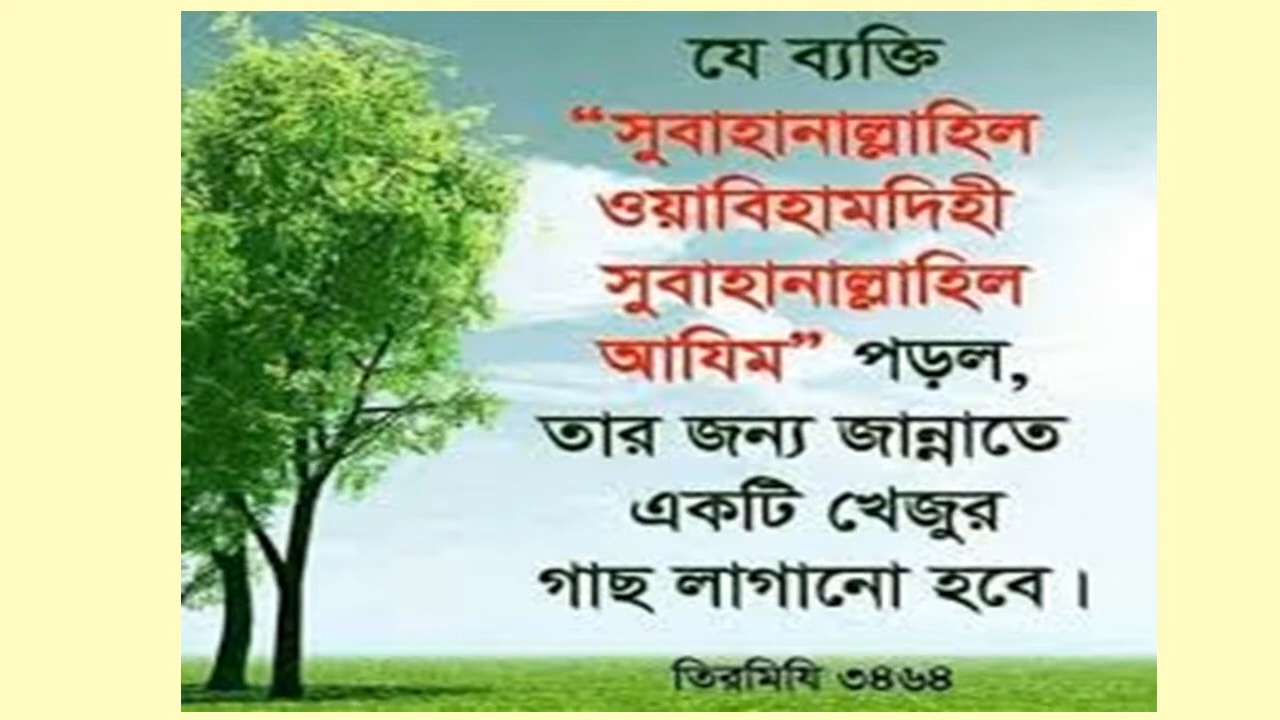 যে ব্যক্তি
“সুবাহানাল্লাহিল
ওয়াবিহামদিহী
সুবাহানাল্লাহিল
আযিম” পড়ল,
তার জন্য জান্নাতে
একটি খেজুর
গাছ লাগানো হবে।
তিরমিযি ৩৪৬৪